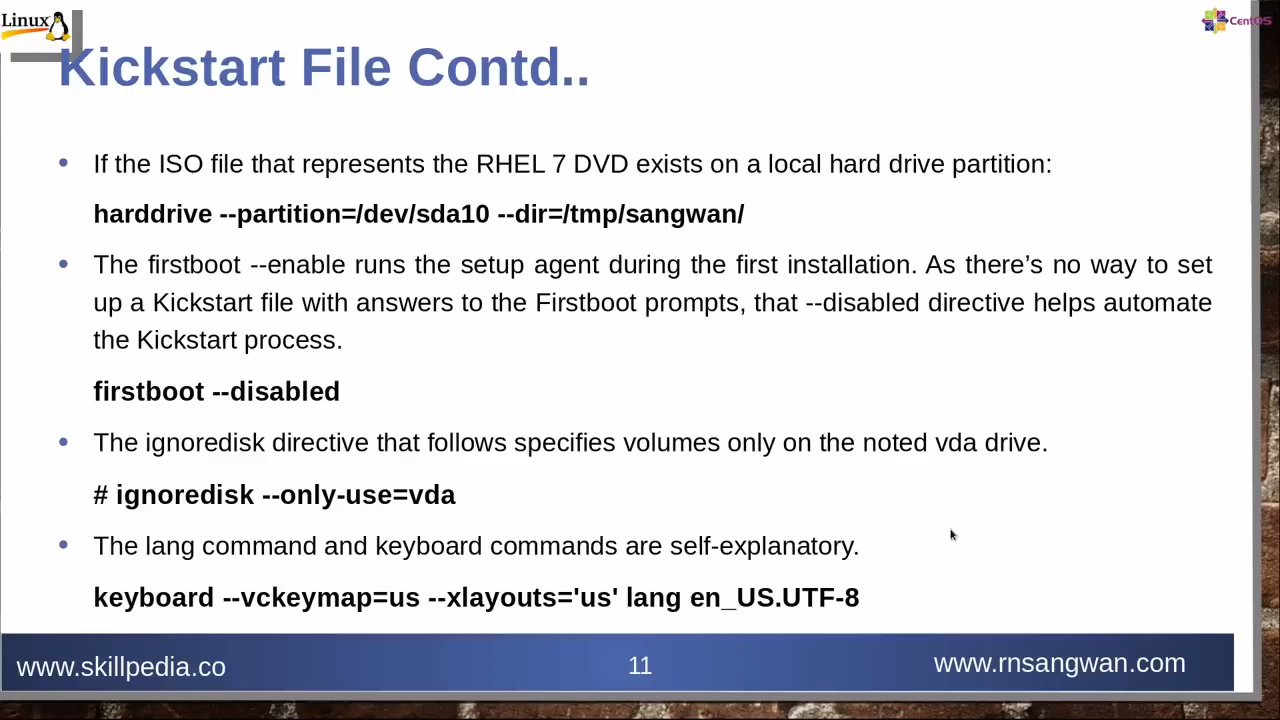 Linux
CentOS
Kickstart File Contd..
• If the ISO file that represents the RHEL 7 DVD exists on a local hard drive partition:
harddrive --partition=/dev/sda10 --dir=/tmp/sangwan/
• The firstboot --enable runs the setup agent during the first installation. As there’s no way to set
up a Kickstart file with answers to the Firstboot prompts, that --disabled directive helps automate
the Kickstart process.
firstboot --disabled
• The ignoredisk directive that follows specifies volumes only on the noted vda drive.
# ignoredisk --only-use=vda
• The lang command and keyboard commands are self-explanatory.
keyboard --vckeymap=us --xlayouts='us' lang en_US.UTF-8
www.skillpedia.co
11
www.rnsangwan.com